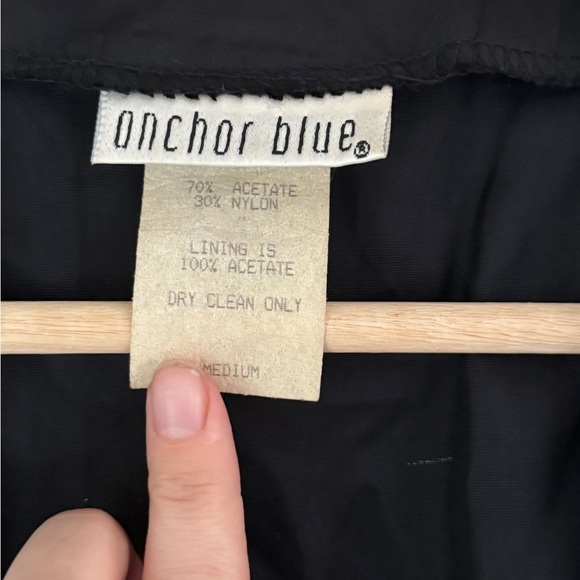 anchor blue®
70% ACETATE
30% NYLON
LINING IS
100% ACETATE
DRY CLEAN ONLY
MEDIUM